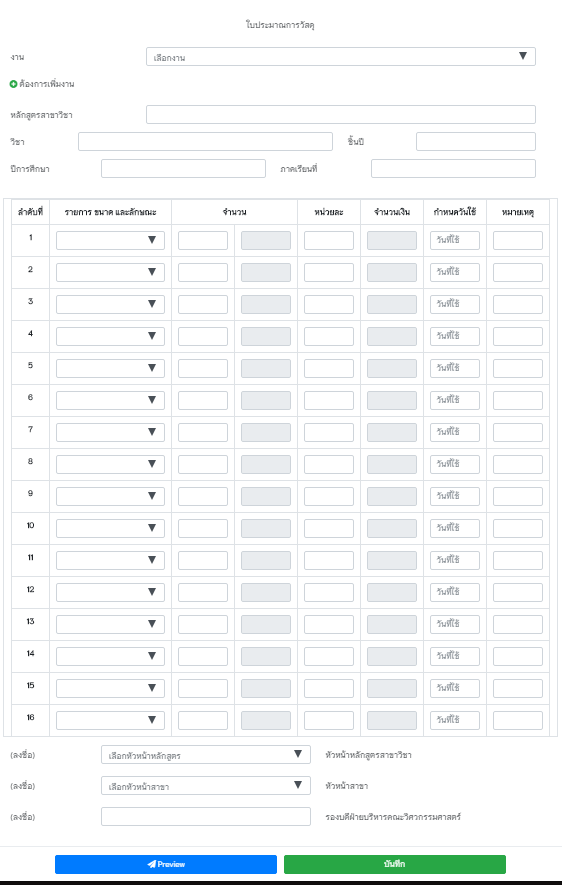 ใบประมาณการวัสดุ
งาน เลือกงาน
ต้องการเพิ่มงาน
หลักสูตรสาขาวิชา
วิชา ชั้นปี
ปีการศึกษา ภาคเรียนที่
ลำดับที่ รายการ ขนาด และลักษณะ จำนวน หน่วยละ จำนวนเงิน กำหนดวันใช้ หมายเหตุ
1 วันที่ใช้
2 วันที่ใช้
3 วันที่ใช้
4 วันที่ใช้
5 วันที่ใช้
6 วันที่ใช้
7 วันที่ใช้
8 วันที่ใช้
9 วันที่ใช้
10 วันที่ใช้
11 วันที่ใช้
12 วันที่ใช้
13 วันที่ใช้
14 วันที่ใช้
15 วันที่ใช้
16 วันที่ใช้
(ลงชื่อ) เลือกหัวหน้าหลักสูตร หัวหน้าหลักสูตรสาขาวิชา
(ลงชื่อ) เลือกหัวหน้าสาขา หัวหน้าสาขา
(ลงชื่อ) รองบดีฝ่ายบริหารคณะวิศวกรรมศาสตร์
Preview บันทึก